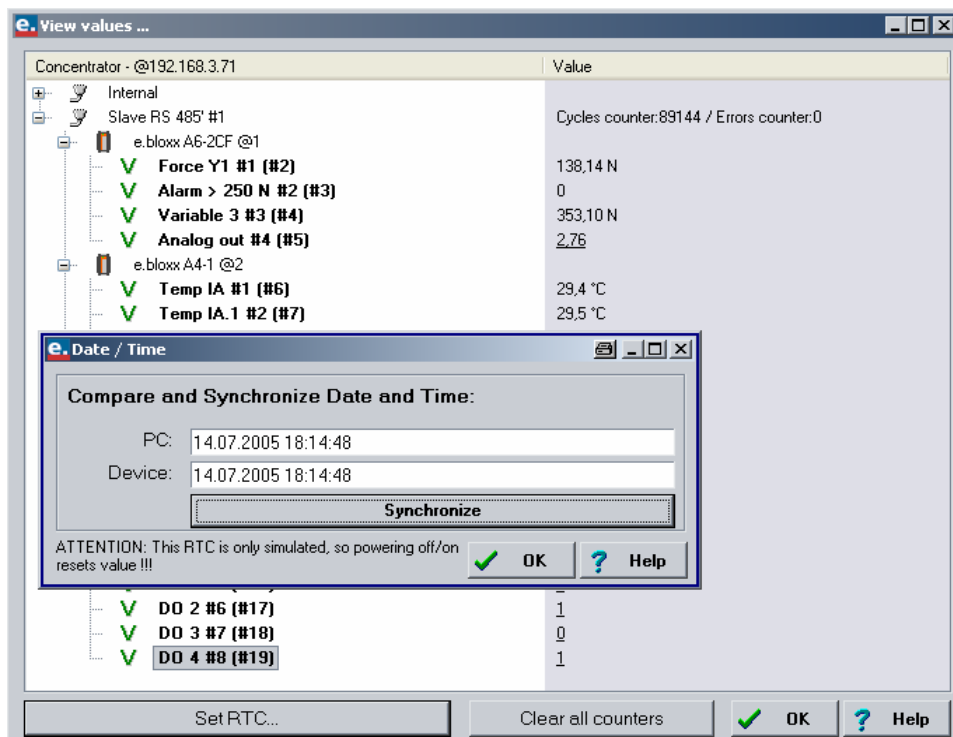 e. View values ...
Concentrator - @192.168.3.71 Value
Internal
Slave RS 485' #1 Cycles counter:89144 / Errors counter:0
e.bloxx A6-2CF @1
V Force Y1 #1 (#2) 138,14 N
V Alarm > 250 N #2 (#3) 0
V Variable 3 #3 (#4) 353,10 N
V Analog out #4 (#5) 2,76
e.bloxx A4-1 @2
V Temp IA #1 (#6) 29,4 °C
V Temp IA.1 #2 (#7) 29,5 °C
e. Date / Time
Compare and Synchronize Date and Time:
PC: 14.07.2005 18:14:48
Device: 14.07.2005 18:14:48
Synchronize
ATTENTION: This RTC is only simulated, so powering off/on
resets value !!!
OK ? Help
V DO 2 #6 (#17) 1
V DO 3 #7 (#18) 0
V DO 4 #8 (#19) 1
Set RTC... Clear all counters OK ? Help